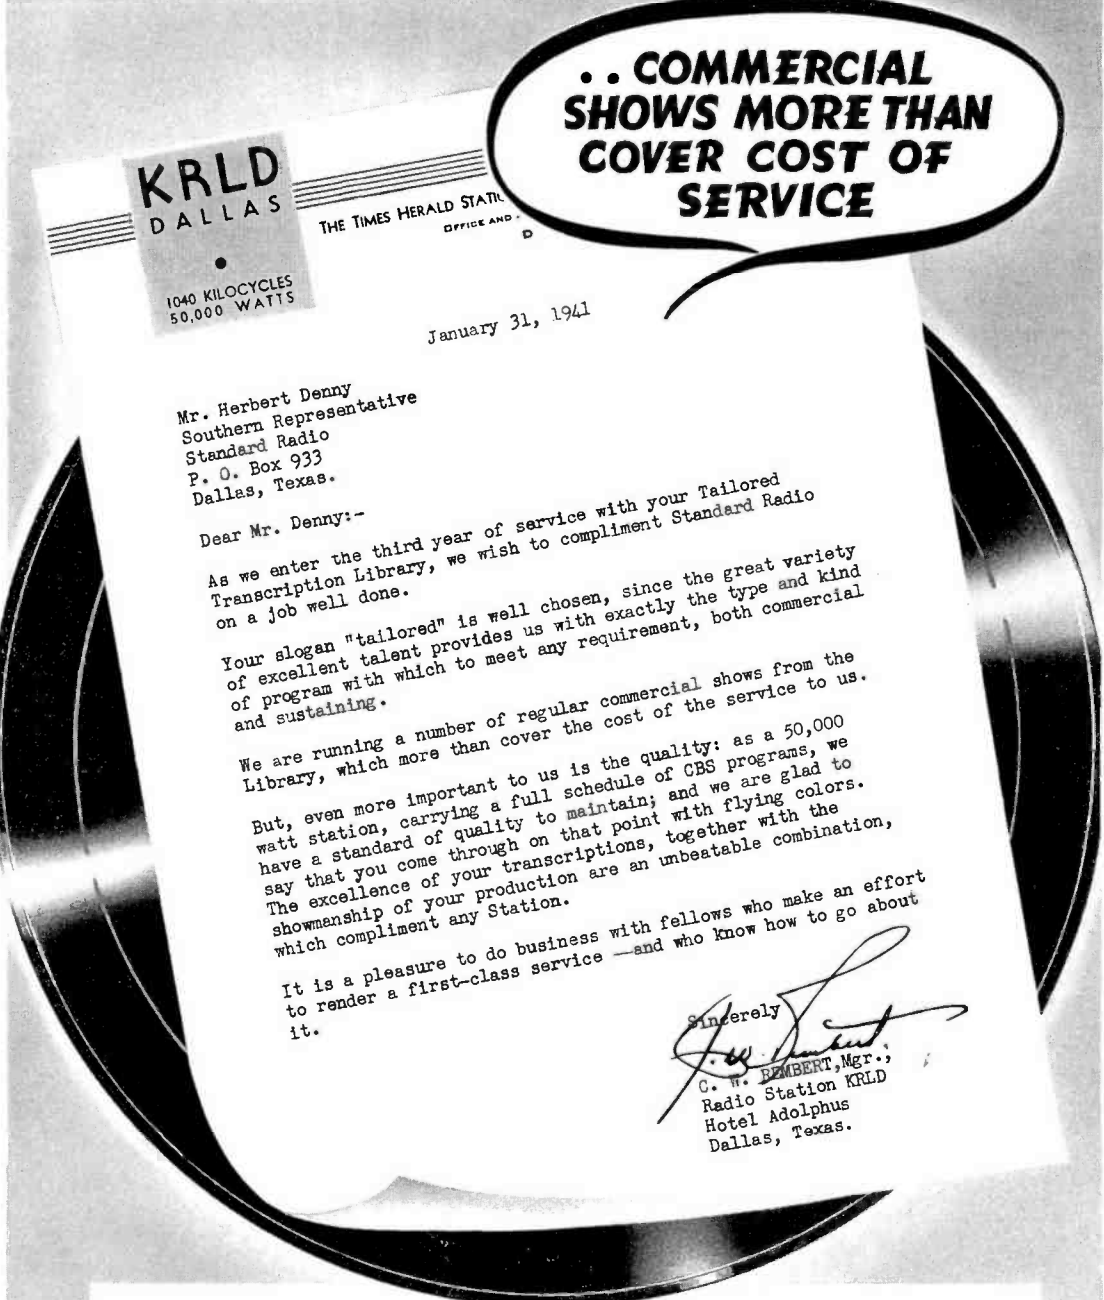 ..COMMERCIAL
SHOWS MORE THAN
COVER COST OF
SERVICE
KRLD
DALLAS
1040 KILOCYCLES
50,000 WATTS
THE TIMES HERALD
OFFICE AND
January 31, 1941
Mr. Herbert Denny
Southern Representative
Standard Radio
P. O. Box 933
Dallas, Texas.
Dear Mr. Denny:-
As we enter the third year of service with your Tailored
Transcription Library, we wish to compliment Standard Radio
on a job well done.
Your slogan "tailored" is well chosen, since the great variety
of excellent talent provides us with exactly the type and kind
of program with which to meet any requirement, both commercial
and sustaining.
We are running a number of regular commercial shows from the
Library, which more than cover the cost of the service to us.
But, even more important to us is the quality: as a 50,000
watt station, carrying a full schedule of CBS programs, we
have a standard of quality to maintain; and we are glad to
say that you come through on that point with flying colors.
The excellence of your transcriptions, together with the
showmanship of your production are an unbeatable combination,
which compliment any Station.
It is a pleasure to do business with fellows who make an effort
to render a first-class service —and who know how to go about
it.
Sincerely
C. W. REMBERT,Mgr.,
Radio Station KRLD
Hotel Adolphus
Dallas, Texas.